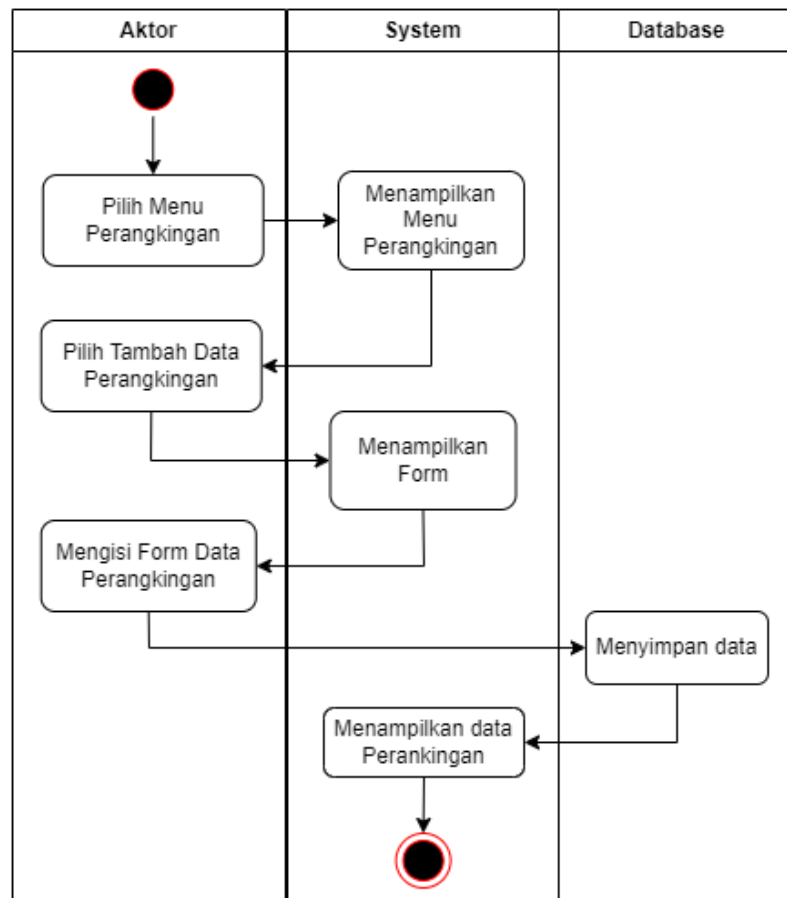 Aktor
System
Database
Pilih Menu
Perangkingan
Menampilkan
Menu
Perangkingan
Pilih Tambah Data
Perangkingan
Menampilkan
Form
Mengisi Form Data
Perangkingan
Menyimpan data
Menampilkan data
Perankingan